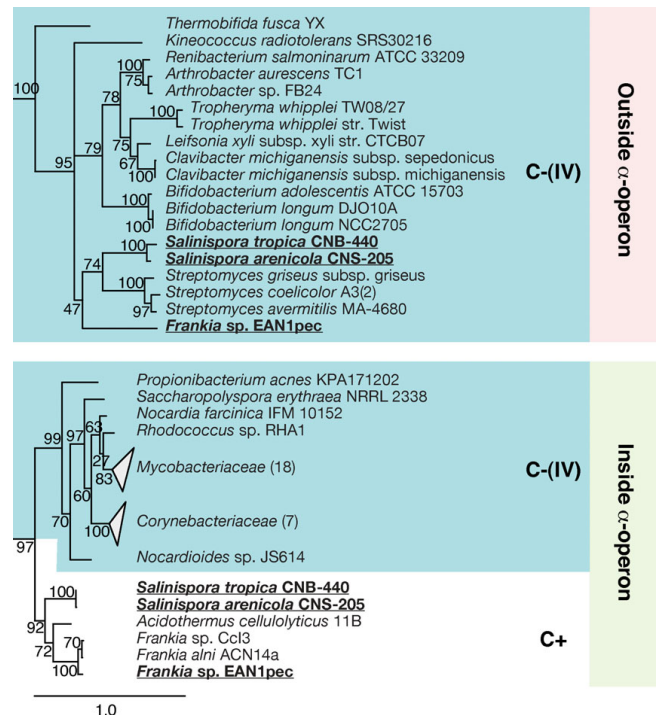 Thermobifida fusca YX
Kineococcus radiotolerans SRS30216
Renibacterium salmoninarum ATCC 33209
100
Arthrobacter aurescens TC1
75
100
Arthrobacter sp. FB24
78
Tropheryma whipplei TW08/27
100
Tropheryma whipplei str. Twist
79
75
Leifsonia xyli subsp. xyli str. CTCB07
95
67
Clavibacter michiganensis subsp. sepedonicus
100
Clavibacter michiganensis subsp. michiganensis
C-(IV)
Bifidobacterium adolescentis ATCC 15703
100
Bifidobacterium longum DJO10A
100
Bifidobacterium longum NCC2705
Salinispora tropica CNB-440
100
Salinispora arenicola CNS-205
74
Streptomyces griseus subsp. griseus
100
Streptomyces coelicolor A3(2)
97
Streptomyces avermitilis MA-4680
47
Frankia sp. EAN1pec
Outside α-operon
Propionibacterium acnes KPA171202
Saccharopolyspora erythraea NRRL 2338
Nocardia farcinica IFM 10152
63
97
Rhodococcus sp. RHA1
99
27
83
Mycobacteriaceae (18)
C-(IV)
60
70
100
Corynebacteriaceae (7)
97
Nocardioides sp. JS614
Salinispora tropica CNB-440
100
Salinispora arenicola CNS-205
92
Acidothermus cellulolyticus 11B
72
70
Frankia sp. CcI3
C+
Frankia alni ACN14a
100
Frankia sp. EAN1pec
Inside α-operon
1.0